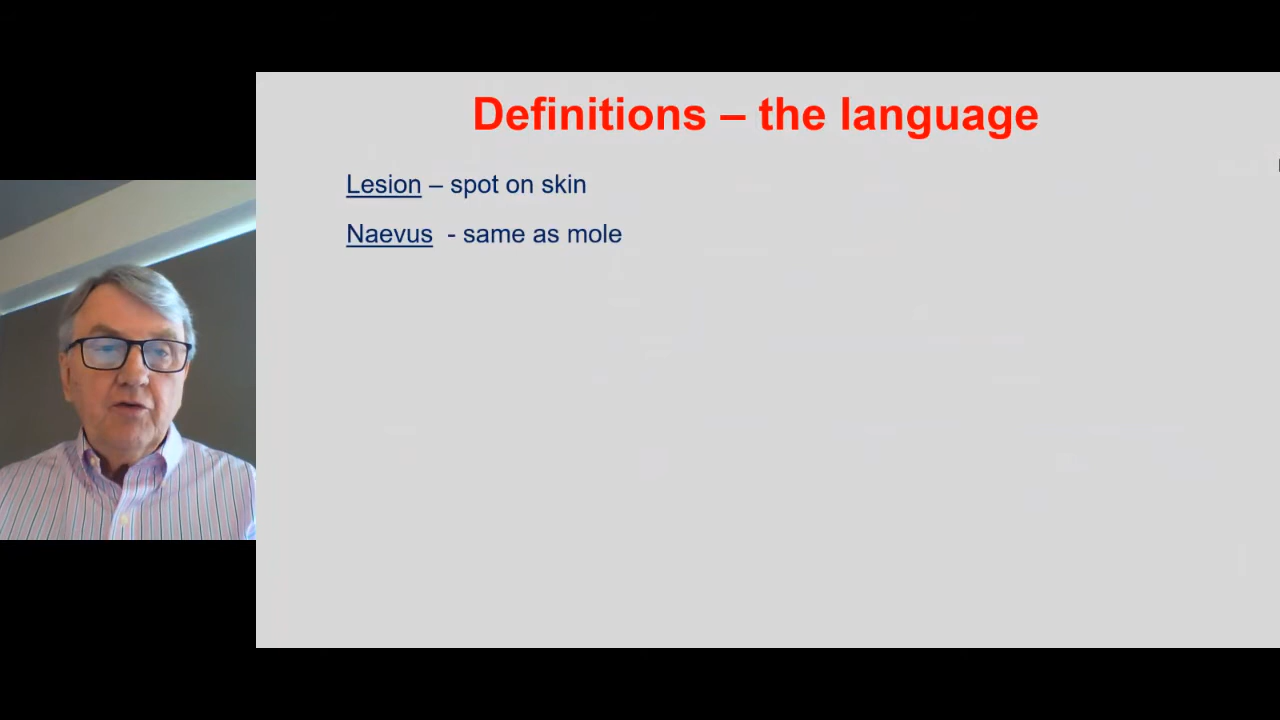 Definitions – the language
Lesion – spot on skin
Naevus - same as mole